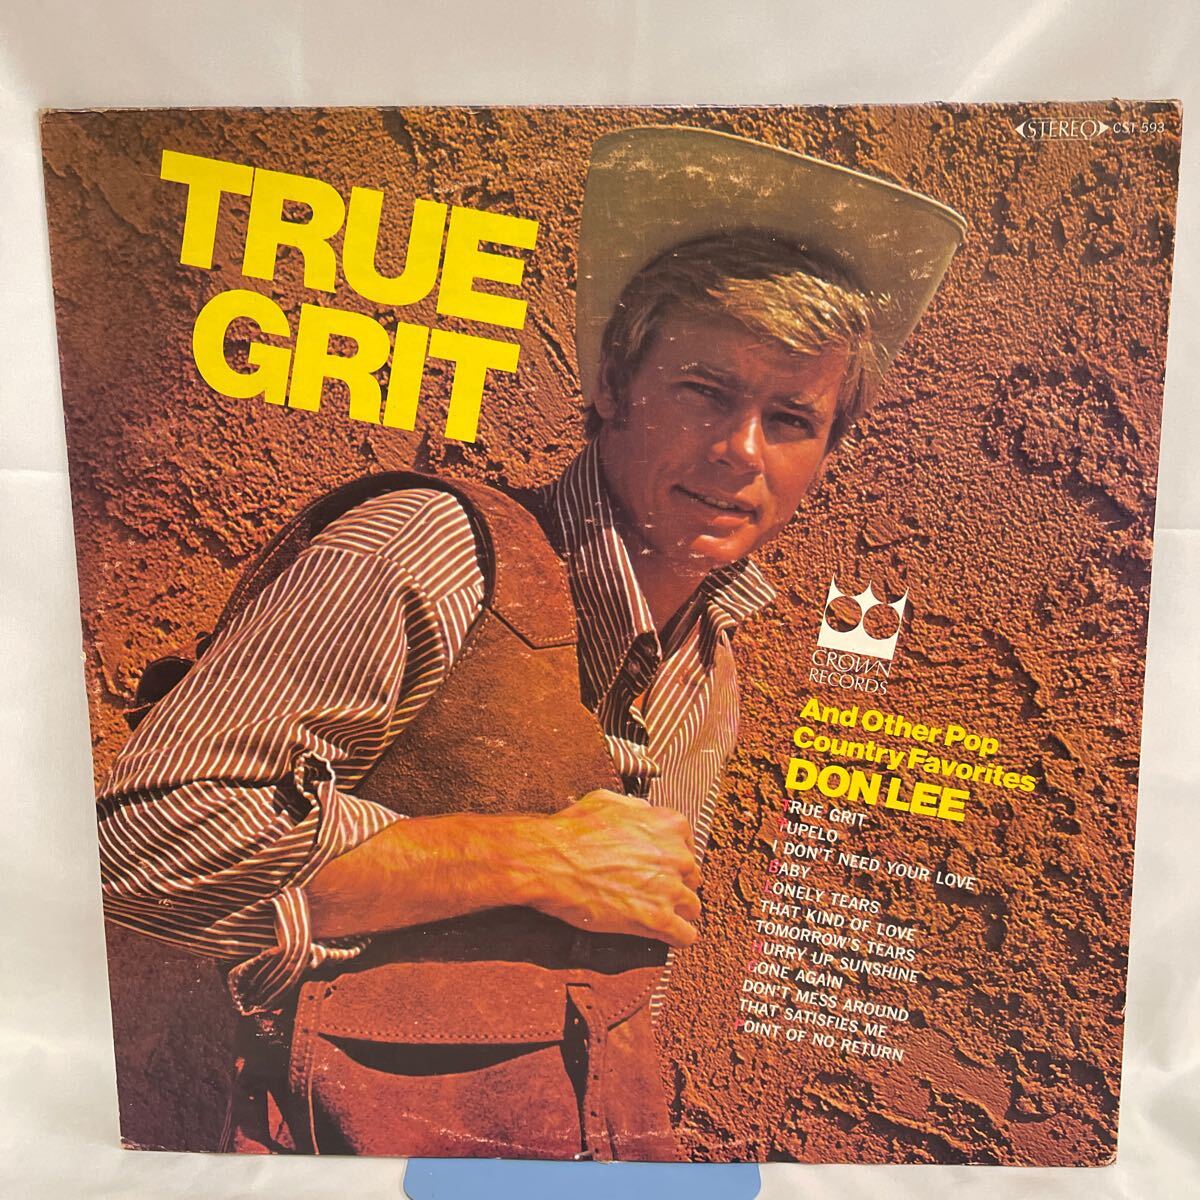 STEREO CST 593
TRUE
GRIT
CROWN
RECORDS
And Other Pop
Country Favorites
DON LEE
TRUE GRIT
TUPELO
I DON'T NEED YOUR LOVE
BABY
LONELY TEARS
THAT KIND OF LOVE
TOMORROW'S TEARS
HURRY UP SUNSHINE
GONE AGAIN
DON'T MESS AROUND
THAT SATISFIES ME
POINT OF NO RETURN